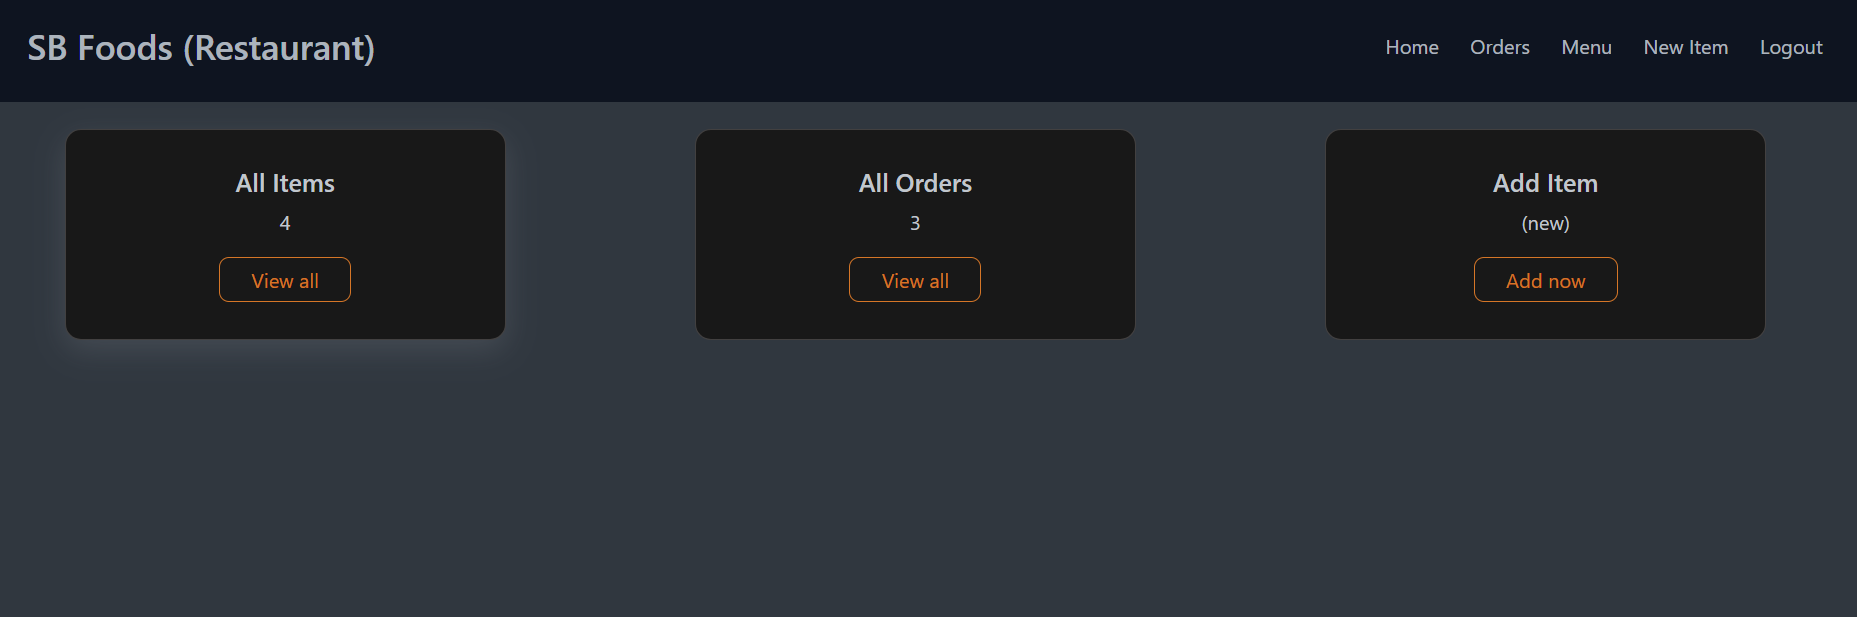 SB Foods (Restaurant)
Home Orders Menu New Item Logout
All Items
4
View all
All Orders
3
View all
Add Item
(new)
Add now